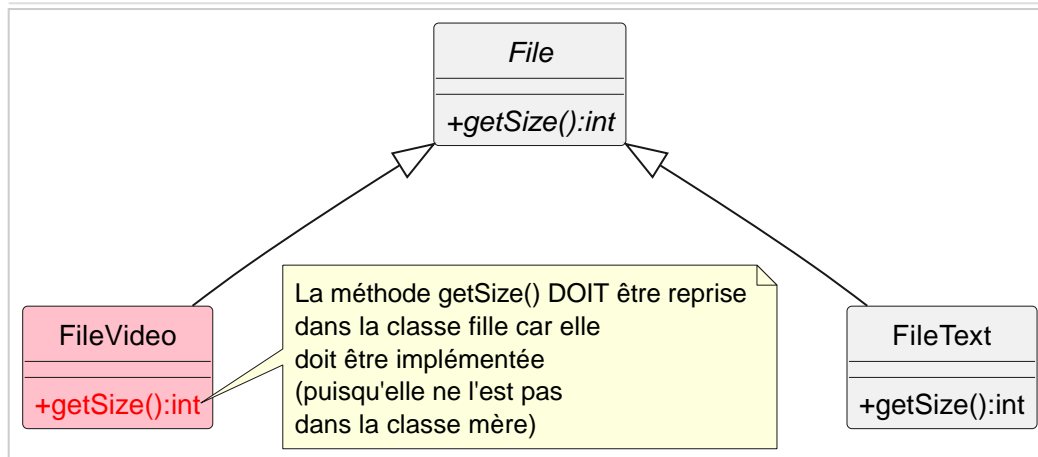 File
+getSize():int
La méthode getSize() DOIT être reprise
dans la classe fille car elle
doit être implémentée
(puisqu'elle ne l'est pas
dans la classe mère)
FileVideo
+getSize():int
FileText
+getSize():int